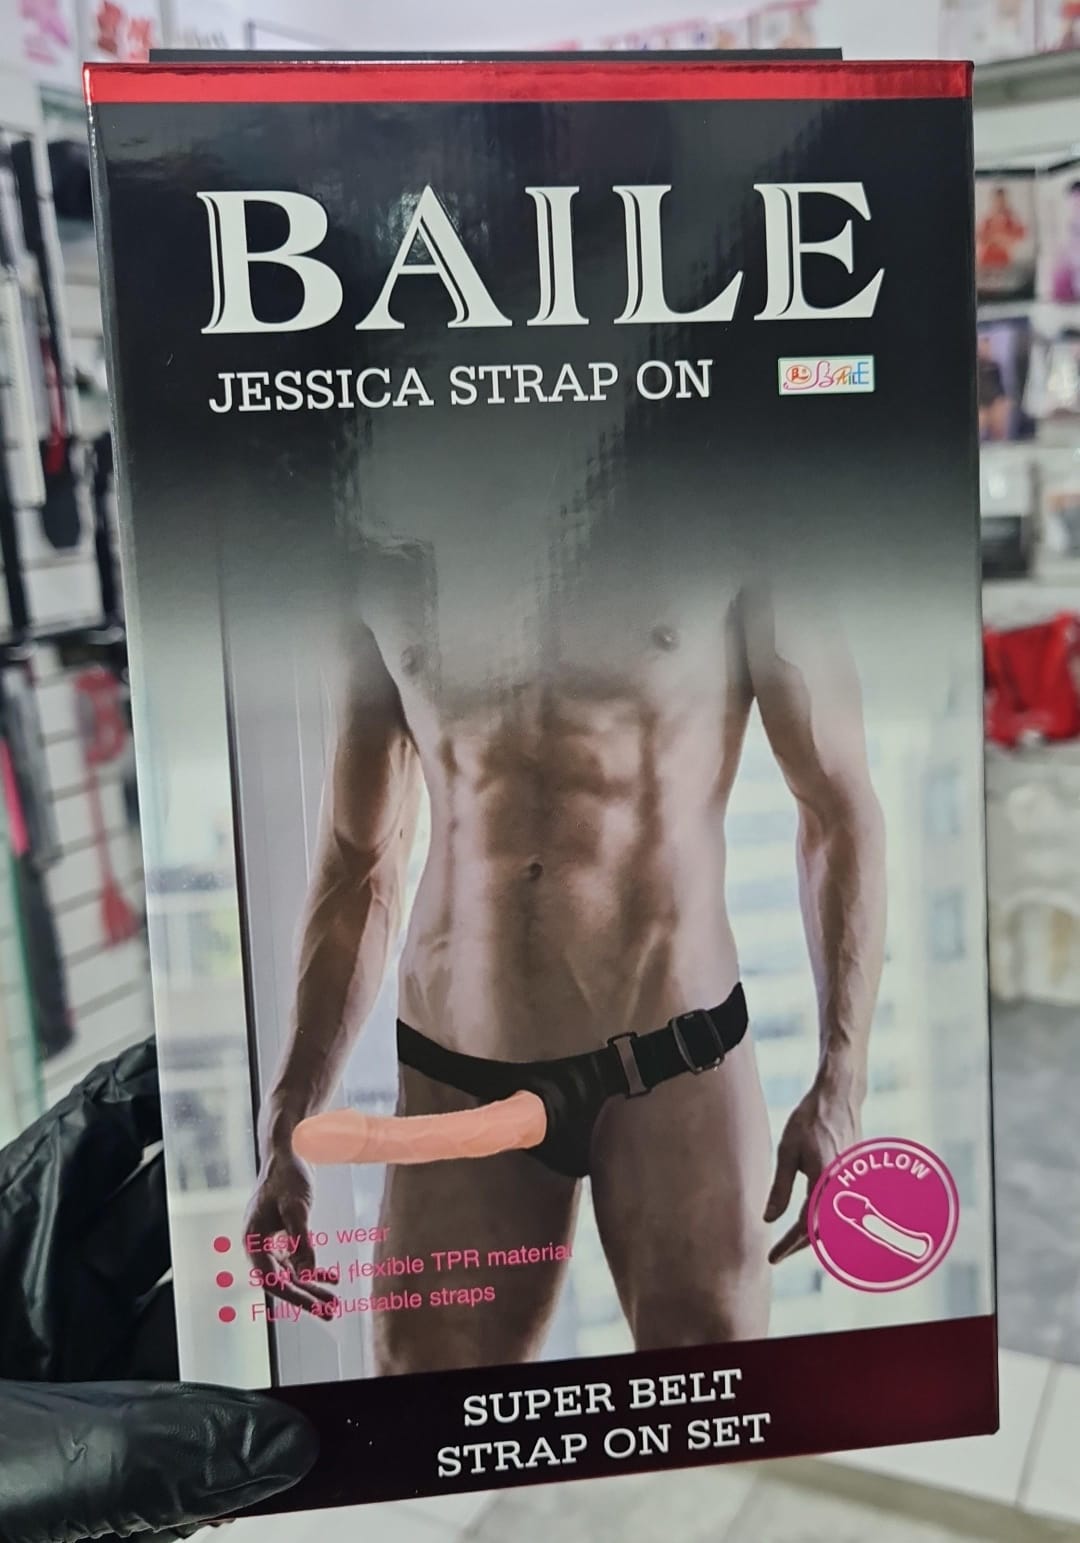 BAILE
JESSICA STRAP ON
BAILE
HOLLOW
Easy to wear
Soft and flexible TPR material
Fully adjustable straps
SUPER BELT
STRAP ON SET